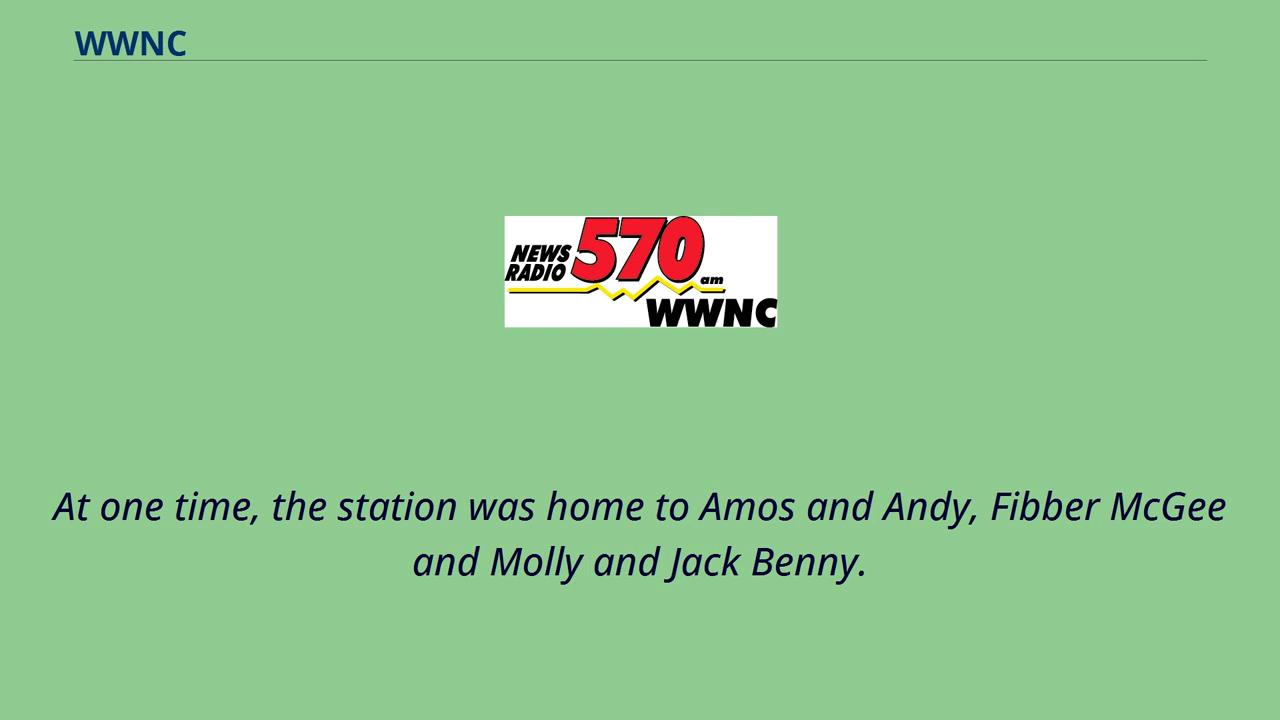 WWNC
NEWS 570
RADIO
am
WWNC
At one time, the station was home to Amos and Andy, Fibber McGee
and Molly and Jack Benny.